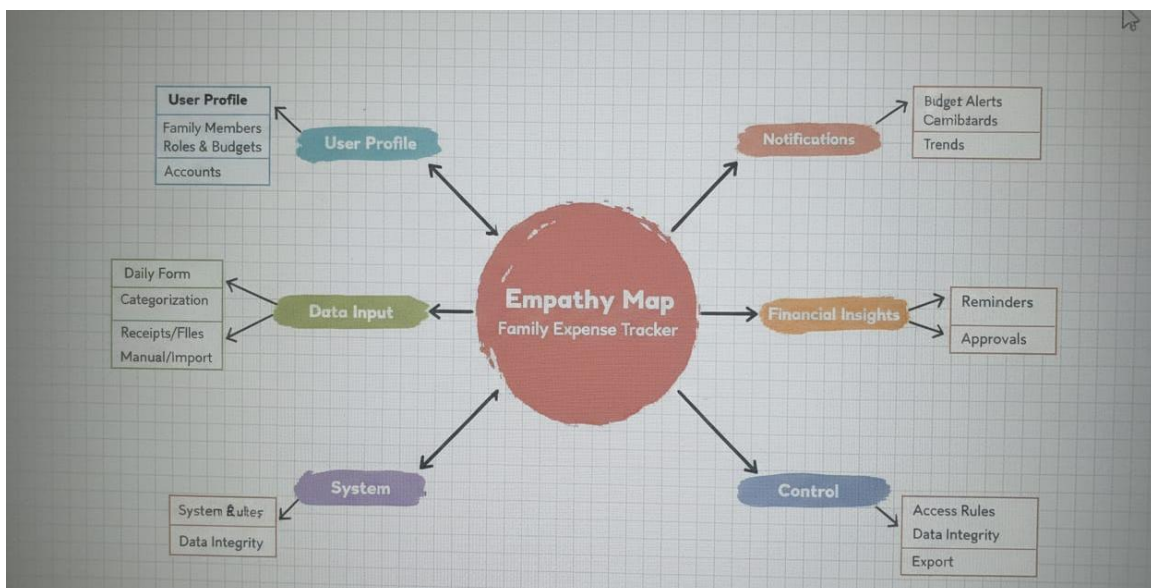 User Profile
Family Members
Roles & Budgets
Accounts
User Profile
Notifications
Budget Alerts
Trends
Daily Form
Categorization
Receipts/FIles
Manual/Import
Data Input
Empathy Map
Family Expense Tracker
Financial Insights
Reminders
Approvals
System
System
Data Integrity
Control
Access Rules
Data Integrity
Export